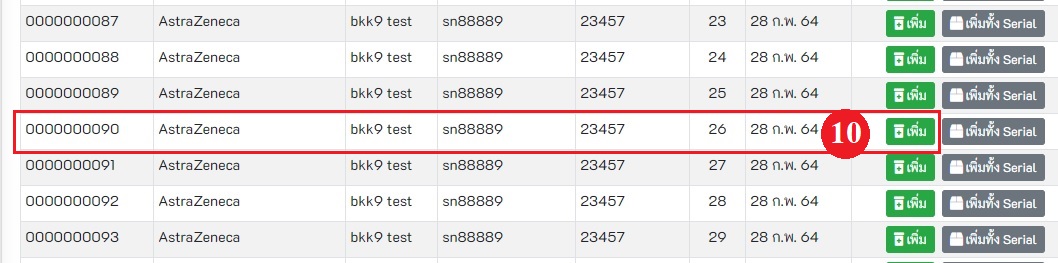 0000000087 AstraZeneca bkk9 test sn88889 23457 23 28 ก.พ. 64 เพิ่ม เพิ่มทั้ง Serial
0000000088 AstraZeneca bkk9 test sn88889 23457 24 28 ก.พ. 64 เพิ่ม เพิ่มทั้ง Serial
0000000089 AstraZeneca bkk9 test sn88889 23457 25 28 ก.พ. 64 เพิ่ม เพิ่มทั้ง Serial
0000000090 AstraZeneca bkk9 test sn88889 23457 26 28 ก.พ. 64 10 เพิ่ม เพิ่มทั้ง Serial
0000000091 AstraZeneca bkk9 test sn88889 23457 27 28 ก.พ. 64 เพิ่ม เพิ่มทั้ง Serial
0000000092 AstraZeneca bkk9 test sn88889 23457 28 28 ก.พ. 64 เพิ่ม เพิ่มทั้ง Serial
0000000093 AstraZeneca bkk9 test sn88889 23457 29 28 ก.พ. 64 เพิ่ม เพิ่มทั้ง Serial